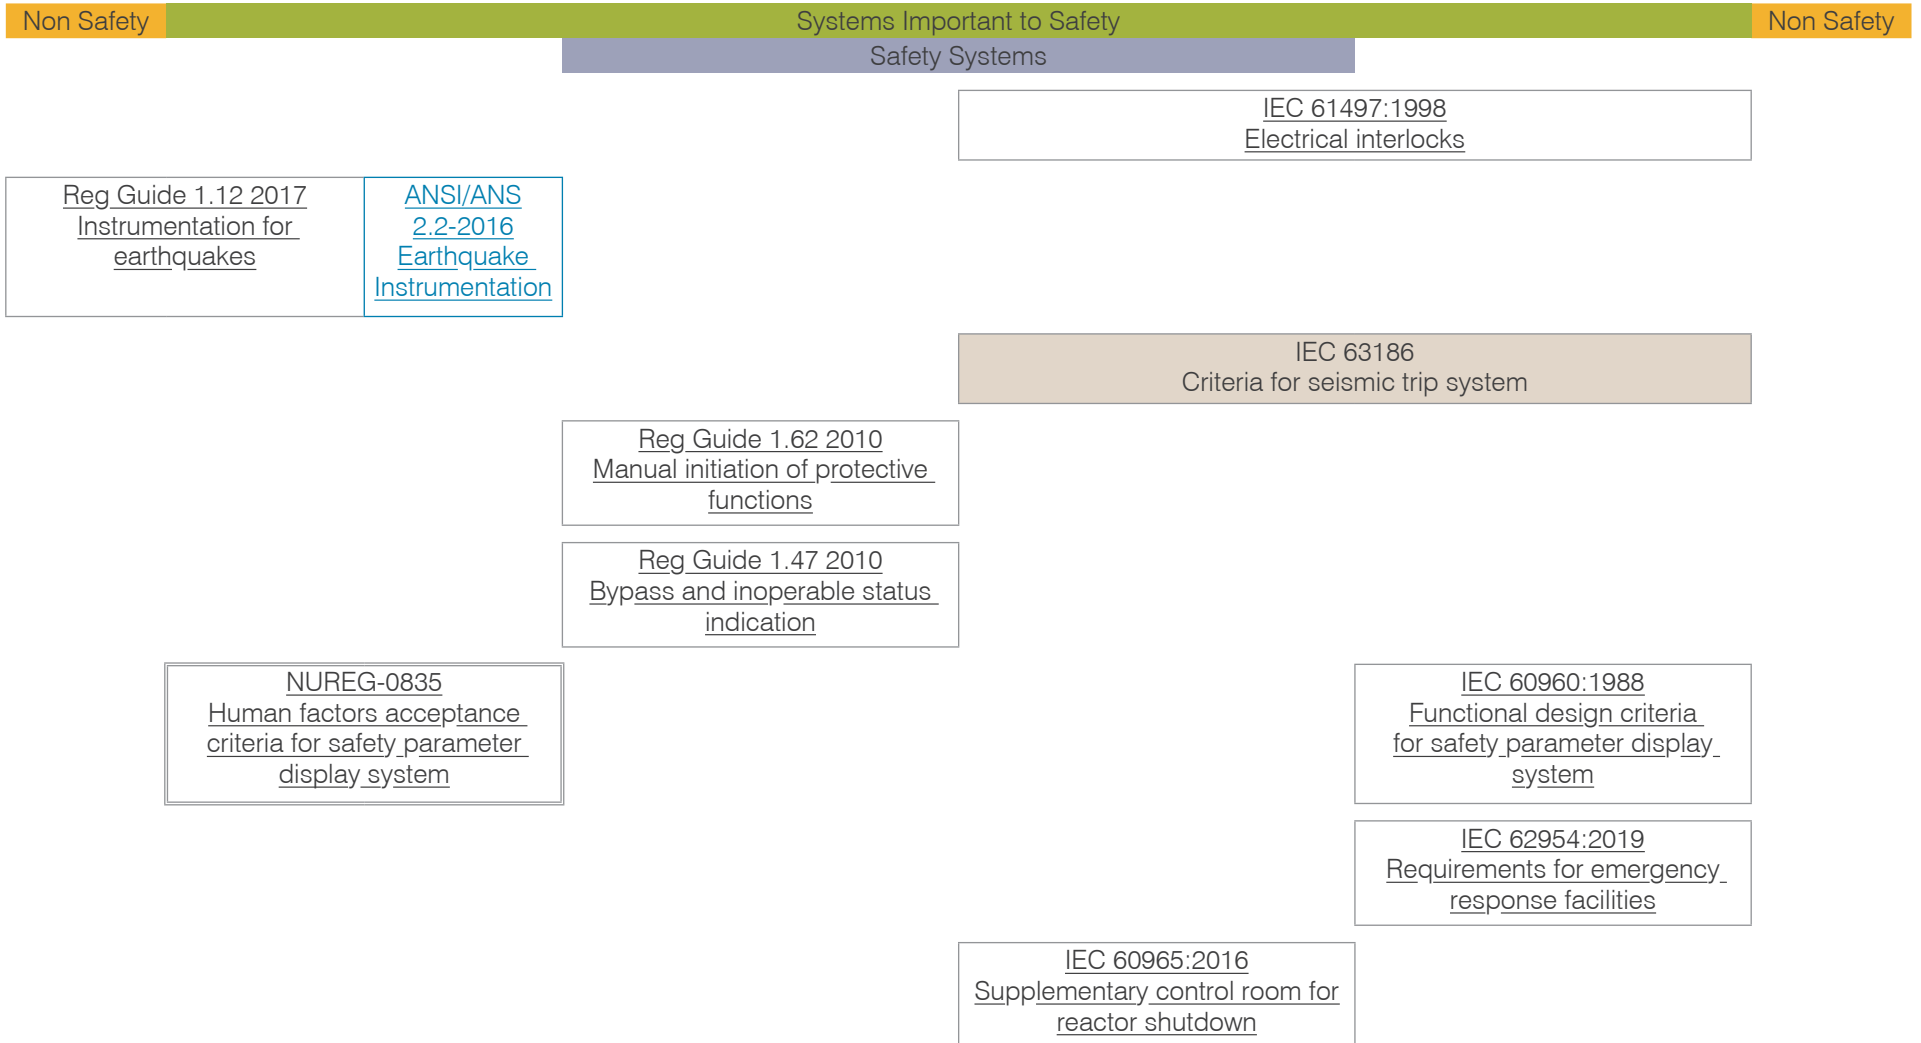 Non Safety
Systems Important to Safety
Non Safety
Safety Systems
IEC 61497:1998
Electrical interlocks
Reg Guide 1.12 2017
Instrumentation for
earthquakes
ANSI/ANS
2.2-2016
Earthquake
Instrumentation
IEC 63186
Criteria for seismic trip system
Reg Guide 1.62 2010
Manual initiation of protective
functions
Reg Guide 1.47 2010
Bypass and inoperable status
indication
NUREG-0835
Human factors acceptance
criteria for safety parameter
display system
IEC 60960:1988
Functional design criteria
for safety parameter display
system
IEC 62954:2019
Requirements for emergency
response facilities
IEC 60965:2016
Supplementary control room for
reactor shutdown